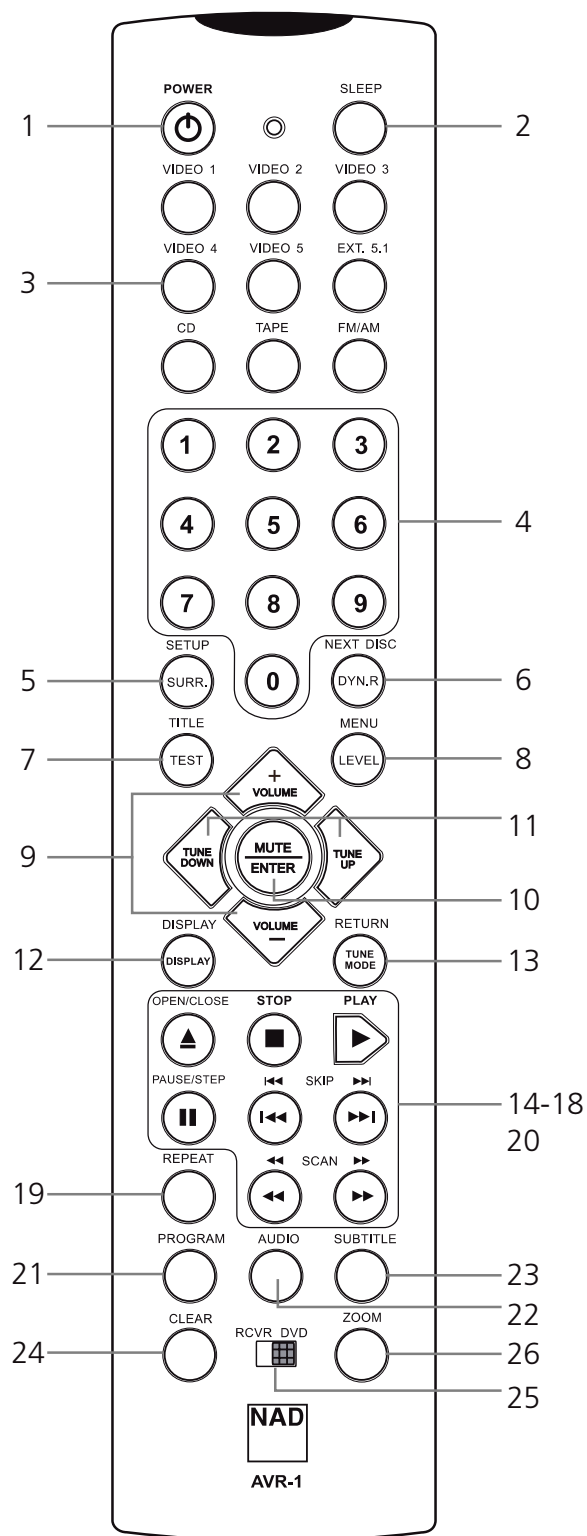 POWER SLEEP
1 2
VIDEO 1 VIDEO 2 VIDEO 3
VIDEO 4 VIDEO 5 EXT. 5.1
3
CD TAPE FM/AM
1 2 3
4 5 6 4
7 8 9
SETUP NEXT DISC
5 SURR. 0 DYN.R 6
TITLE MENU
7 TEST LEVEL 8
+
VOLUME
11
9 TUNE DOWN MUTE TUNE UP
ENTER
10
VOLUME
–
DISPLAY RETURN
12 DISPLAY TUNE MODE 13
OPEN/CLOSE STOP PLAY
PAUSE/STEP SKIP
14-18
20
REPEAT SCAN
19
PROGRAM AUDIO SUBTITLE
21 23
22
CLEAR RCVR DVD ZOOM
24 26
25
NAD
AVR-1